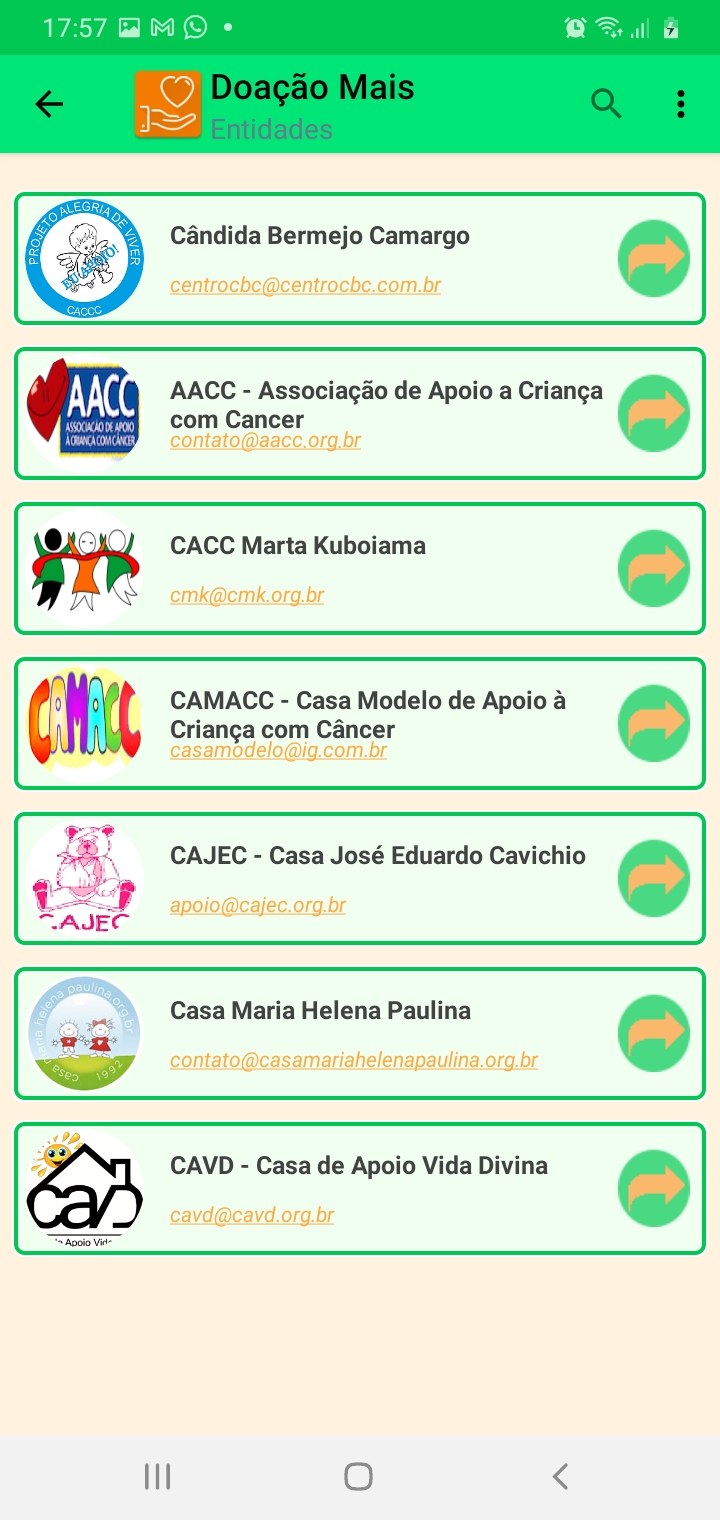 17:57
Doação Mais
Entidades
PROJETO ALEGRIA DE VIVER
EU APOIO!
CACCC
Cândida Bermejo Camargo
centrocbc@centrocbc.com.br
AACC
ASSOCIAÇÃO DE APOIO
À CRIANÇA COM CÂNCER
AACC - Associação de Apoio a Criança
com Cancer
contato@aacc.org.br
CACC Marta Kuboiama
cmk@cmk.org.br
CAMACC
CAMACC - Casa Modelo de Apoio à
Criança com Câncer
casamodelo@ig.com.br
CAJEC
CAJEC - Casa José Eduardo Cavichio
apoio@cajec.org.br
maria helena paulina.org.br
casa
1992
Casa Maria Helena Paulina
contato@casamariahelenapaulina.org.br
cavd
Apoio
CAVD - Casa de Apoio Vida Divina
cavd@cavd.org.br